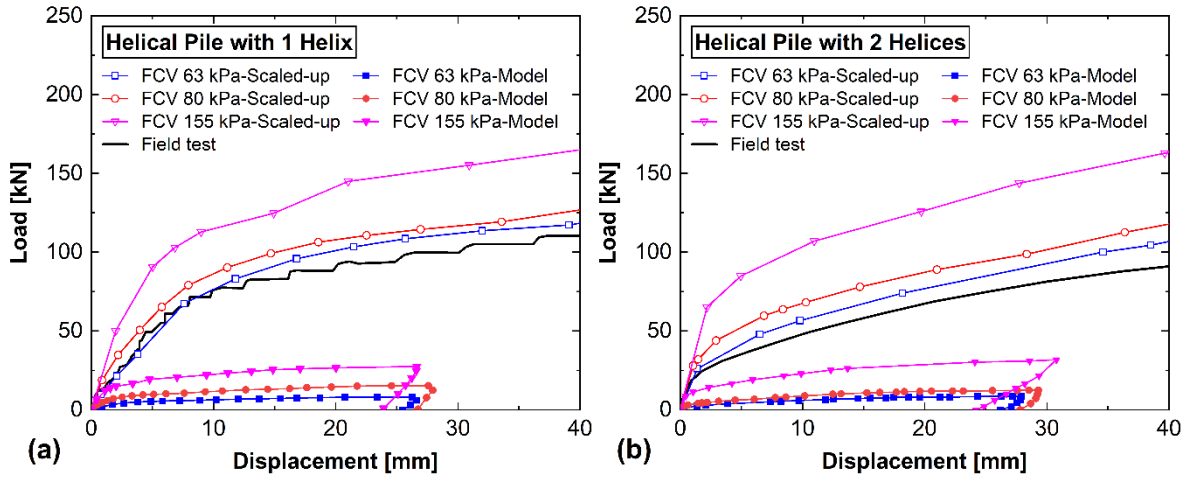 Helical Pile with 1 Helix
FCV 63 kPa-Scaled-up
FCV 63 kPa-Model
FCV 80 kPa-Scaled-up
FCV 80 kPa-Model
FCV 155 kPa-Scaled-up
FCV 155 kPa-Model
Field test
250
200
150
100
50
0
Load [kN]
0 10 20 30 40
Displacement [mm]
(a)
Helical Pile with 2 Helices
FCV 63 kPa-Scaled-up
FCV 63 kPa-Model
FCV 80 kPa-Scaled-up
FCV 80 kPa-Model
FCV 155 kPa-Scaled-up
FCV 155 kPa-Model
Field test
250
200
150
100
50
0
Load [kN]
0 10 20 30 40
Displacement [mm]
(b)